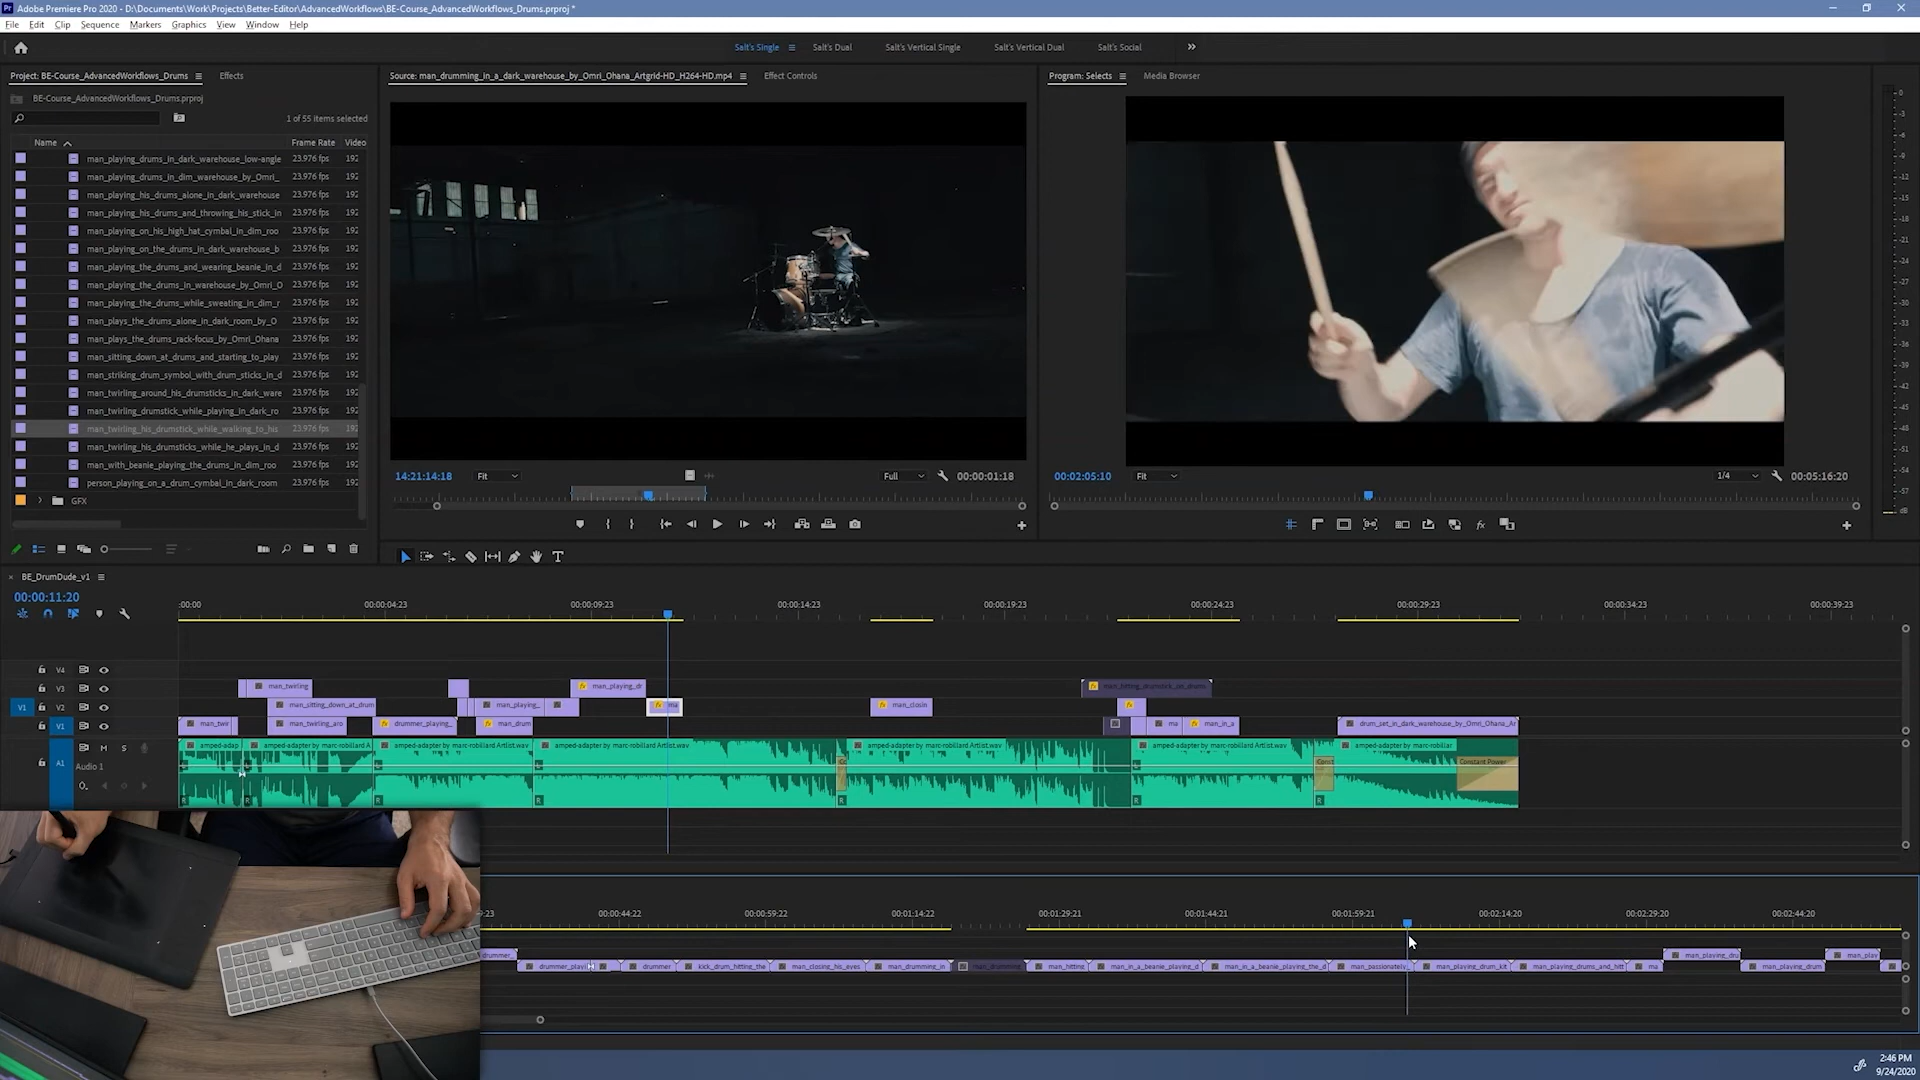 Adobe Premiere Pro 2020 - D:\Documents\Work\Projects\Better-Editor\AdvancedWorkflows\BE-Course_AdvancedWorkflows_Drums.prproj *
File Edit Clip Sequence Markers Graphics View Window Help
Salt's Single Salt's Dual Salt's Vertical Single Salt's Vertical Dual Salt's Social
Project: BE-Course_AdvancedWorkflows_Drums Effects
Source: man_drumming_in_a_dark_warehouse_by_Omri_Ohana_Artgrid-HD_H264-HD.mp4 Effect Controls
Program: Selects Media Browser
BE-Course_AdvancedWorkflows_Drums.prproj
1 of 55 items selected
Name Frame Rate Video
man_playing_drums_in_dark_warehouse_low-angle 23.976 fps 192
man_playing_drums_in_dim_warehouse_by_Omri_ 23.976 fps 192
man_playing_his_drums_alone_in_dark_warehouse 23.976 fps 192
man_playing_his_drums_and_throwing_his_stick_in 23.976 fps 192
man_playing_on_his_high_hat_cymbal_in_dim_roo 23.976 fps 192
man_playing_on_the_drums_in_dark_warehouse_b 23.976 fps 192
man_playing_the_drums_and_wearing_beanie_in_d 23.976 fps 192
man_playing_the_drums_in_warehouse_by_Omri_O 23.976 fps 192
man_playing_the_drums_while_sweating_in_dim_r 23.976 fps 192
man_plays_the_drums_alone_in_dark_room_by_O 23.976 fps 192
man_plays_the_drums_rack-focus_by_Omri_Ohana 23.976 fps 192
man_sitting_down_at_drums_and_starting_to_play 23.976 fps 192
man_striking_drum_symbol_with_drum_sticks_in_d 23.976 fps 192
man_twirling_around_his_drumsticks_in_dark_ware 23.976 fps 192
man_twirling_drumstick_while_playing_in_dark_ro 23.976 fps 192
man_twirling_his_drumstick_while_walking_to_his 23.976 fps 192
man_twirling_his_drumsticks_while_he_plays_in_d 23.976 fps 192
man_with_beanie_playing_the_drums_in_dim_roo 23.976 fps 192
person_playing_on_a_drum_cymbal_in_dark_room 23.976 fps 192
GFX
14:21:14:18 Fit Full 00:00:01:18
00:02:05:10 Fit 1/4 00:05:16:20
BE_DrumDude_v1
00:00:11:20
:00:00 00:00:04:23 00:00:09:23 00:00:14:23 00:00:19:23 00:00:24:23 00:00:29:23 00:00:34:23 00:00:39:23
V4
V3 man_twirling man_playing_dr
V1 V2 man_sitting_down_at_drum man_playing_ ma man_closin
V1 man_twir man_twirling_aro drummer_playing_ man_drum ma man_in_a drum_set_in_dark_warehouse_by_Omri_Ohana_Ar
amped-adap amped-adapter by marc-robillard A amped-adapter by marc-robillard Artlist.wav amped-adapter by marc-robillard Artlist.wav amped-adapter by marc-robillard Artlist.wav amped-adapter by marc-robillard Artlist.wav amped-adapter by marc-robillar
A1 M S
Audio 1
Const Constant Power
9:23 00:00:44:22 00:00:59:22 00:01:14:22 00:01:29:21 00:01:44:21 00:01:59:21 00:02:14:20 00:02:29:20 00:02:44:20
drummer_ man_playing_dru man_play
drummer_playi drummer kick_drum_hitting_the man_closing_his_eyes man_drumming_in man_drumming man_hitting man_in_a_beanie_playing_d man_in_a_beanie_playing_the_d man_passionately_ man_playing_drum_kit man_playing_drums_and_hitt ma man_playing_drum
2:46 PM
9/24/2020